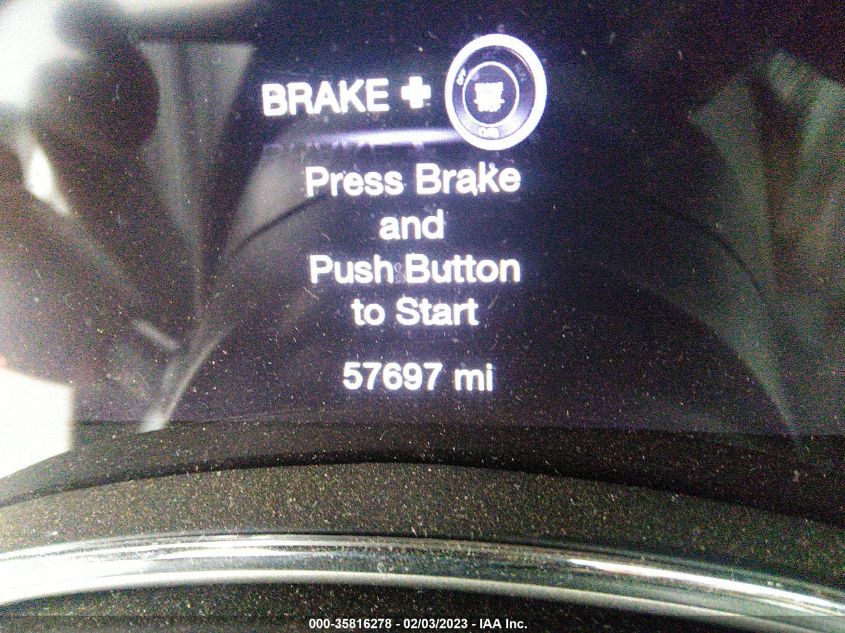 BRAKE +
Press Brake
and
Push Button
to Start
57697 mi
000-35816278 - 02/03/2023 - IAA Inc.